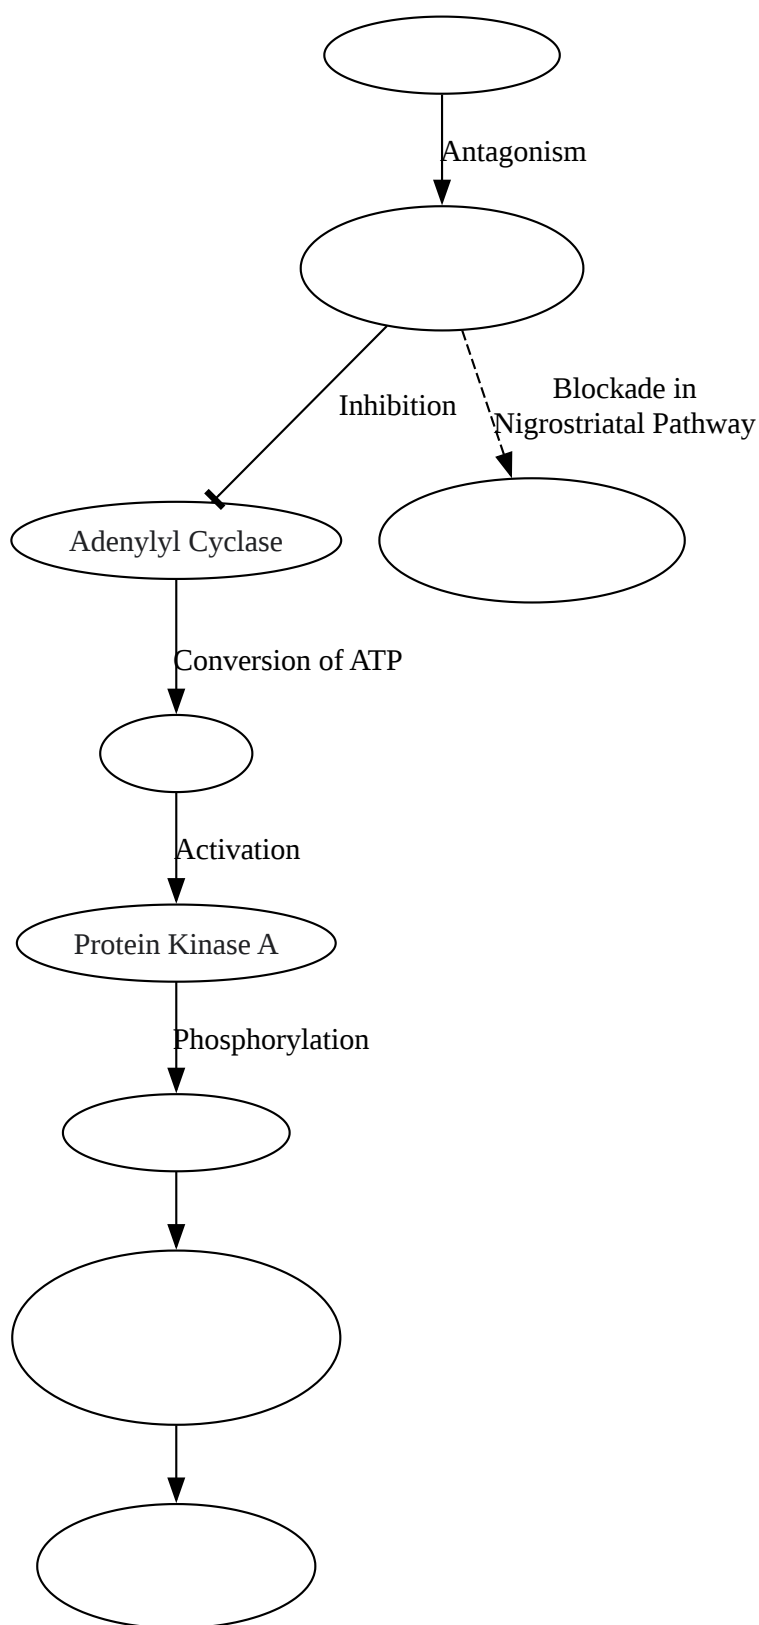 Antagonism
Inhibition
Blockade in
Nigrostriatal Pathway
Adenylyl Cyclase
Conversion of ATP
Activation
Protein Kinase A
Phosphorylation